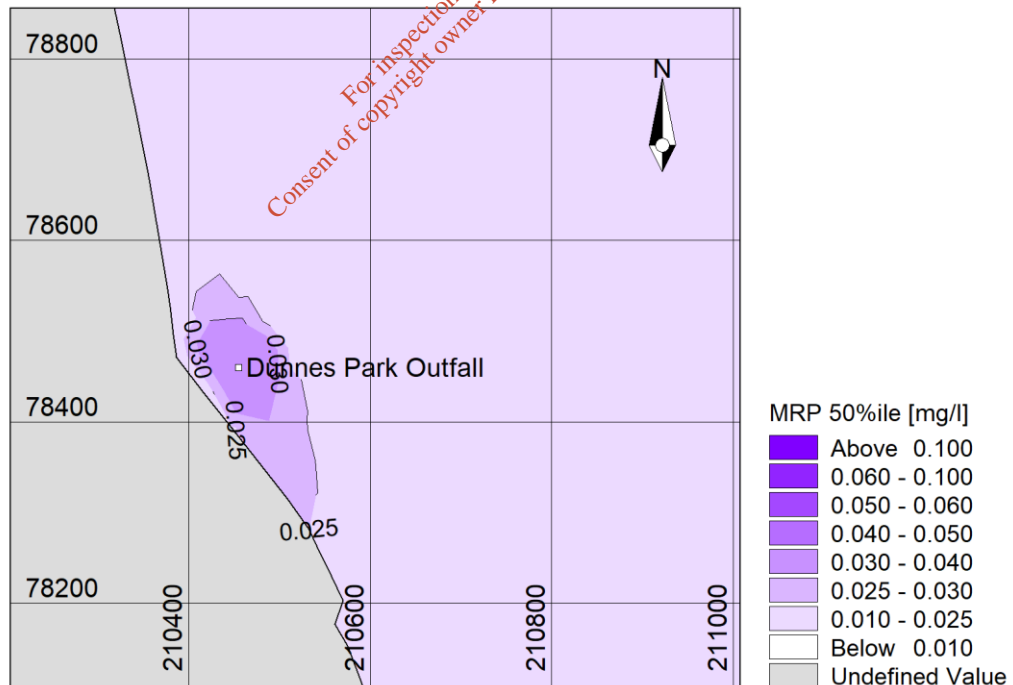 For inspection
Consent of copyright owner
78800
N
78600
0.030
0.030
Dunnes Park Outfall
78400
0.025
0.025
78200
210400
210600
210800
211000
MRP 50%ile [mg/l]
Above 0.100
0.060 - 0.100
0.050 - 0.060
0.040 - 0.050
0.030 - 0.040
0.025 - 0.030
0.010 - 0.025
Below 0.010
Undefined Value